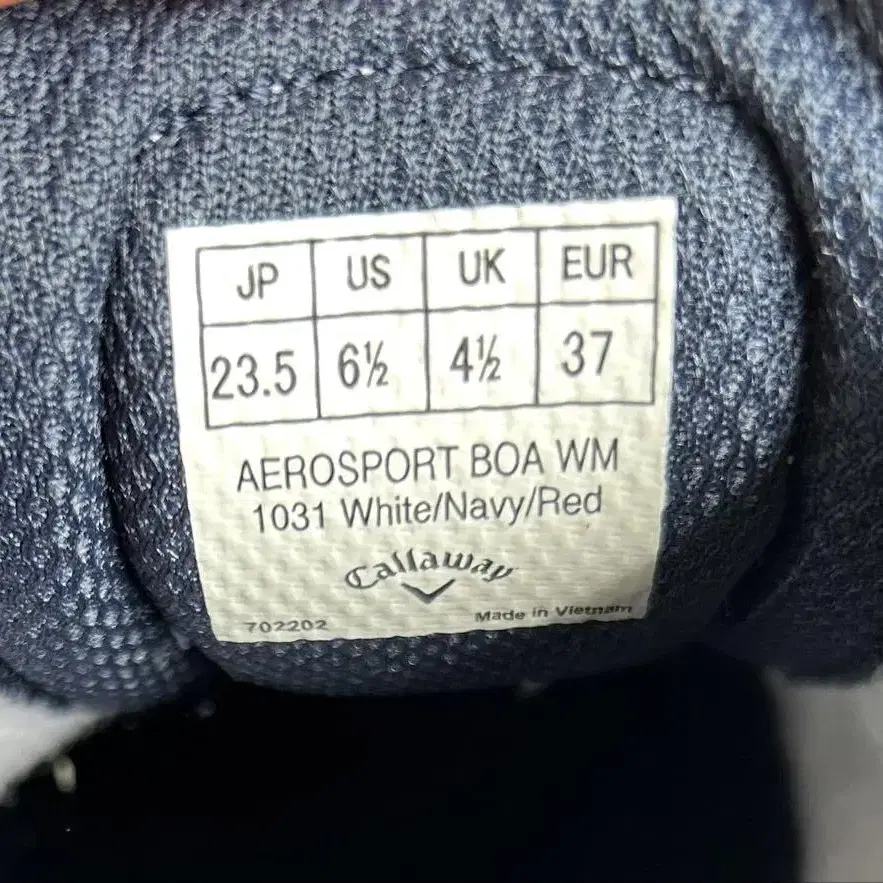 JP US UK EUR
23.5 6½ 4½ 37
AEROSPORT BOA WM
1031 White/Navy/Red
Callaway
702202 Made in Vietnam